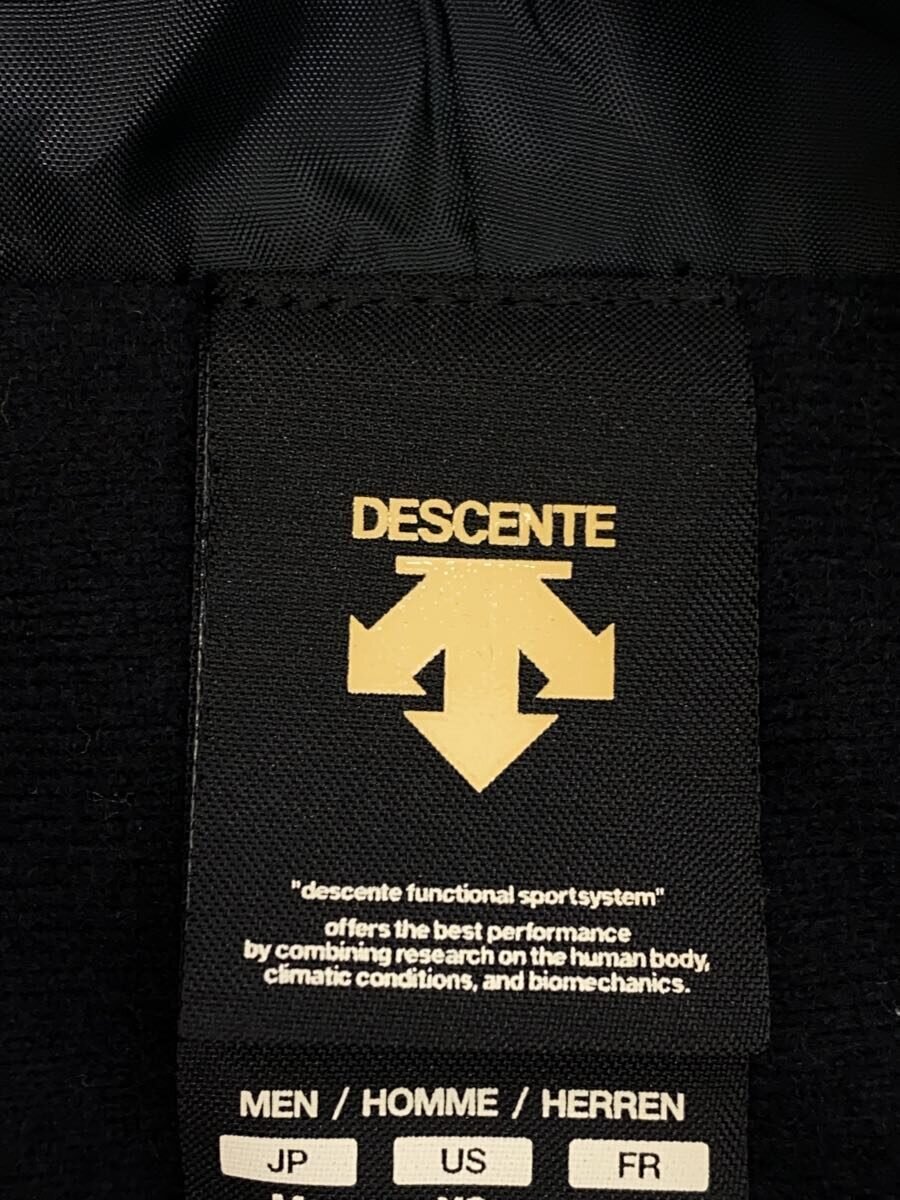 DESCENTE
"descente functional sportsystem"
offers the best performance
by combining research on the human body,
climatic conditions, and biomechanics.
MEN / HOMME / HERREN
JP US FR